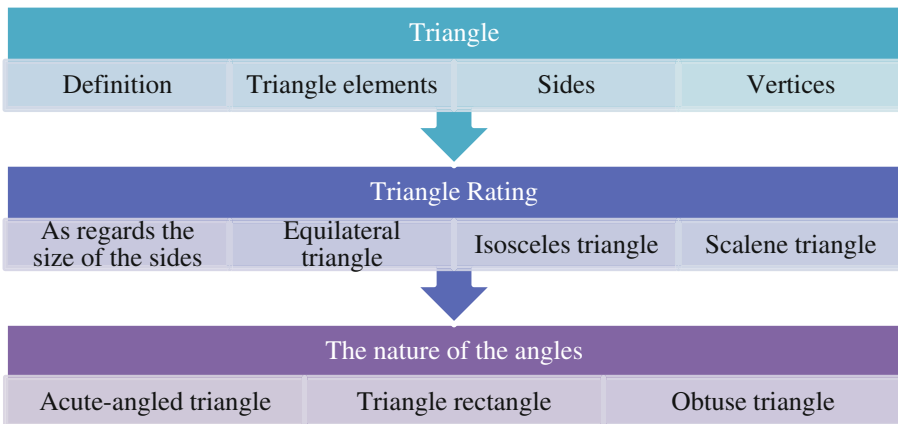 Triangle
Definition
Triangle elements
Sides
Vertices
Triangle Rating
As regards the
size of the sides
Equilateral
triangle
Isosceles triangle
Scalene triangle
The nature of the angles
Acute-angled triangle
Triangle rectangle
Obtuse triangle